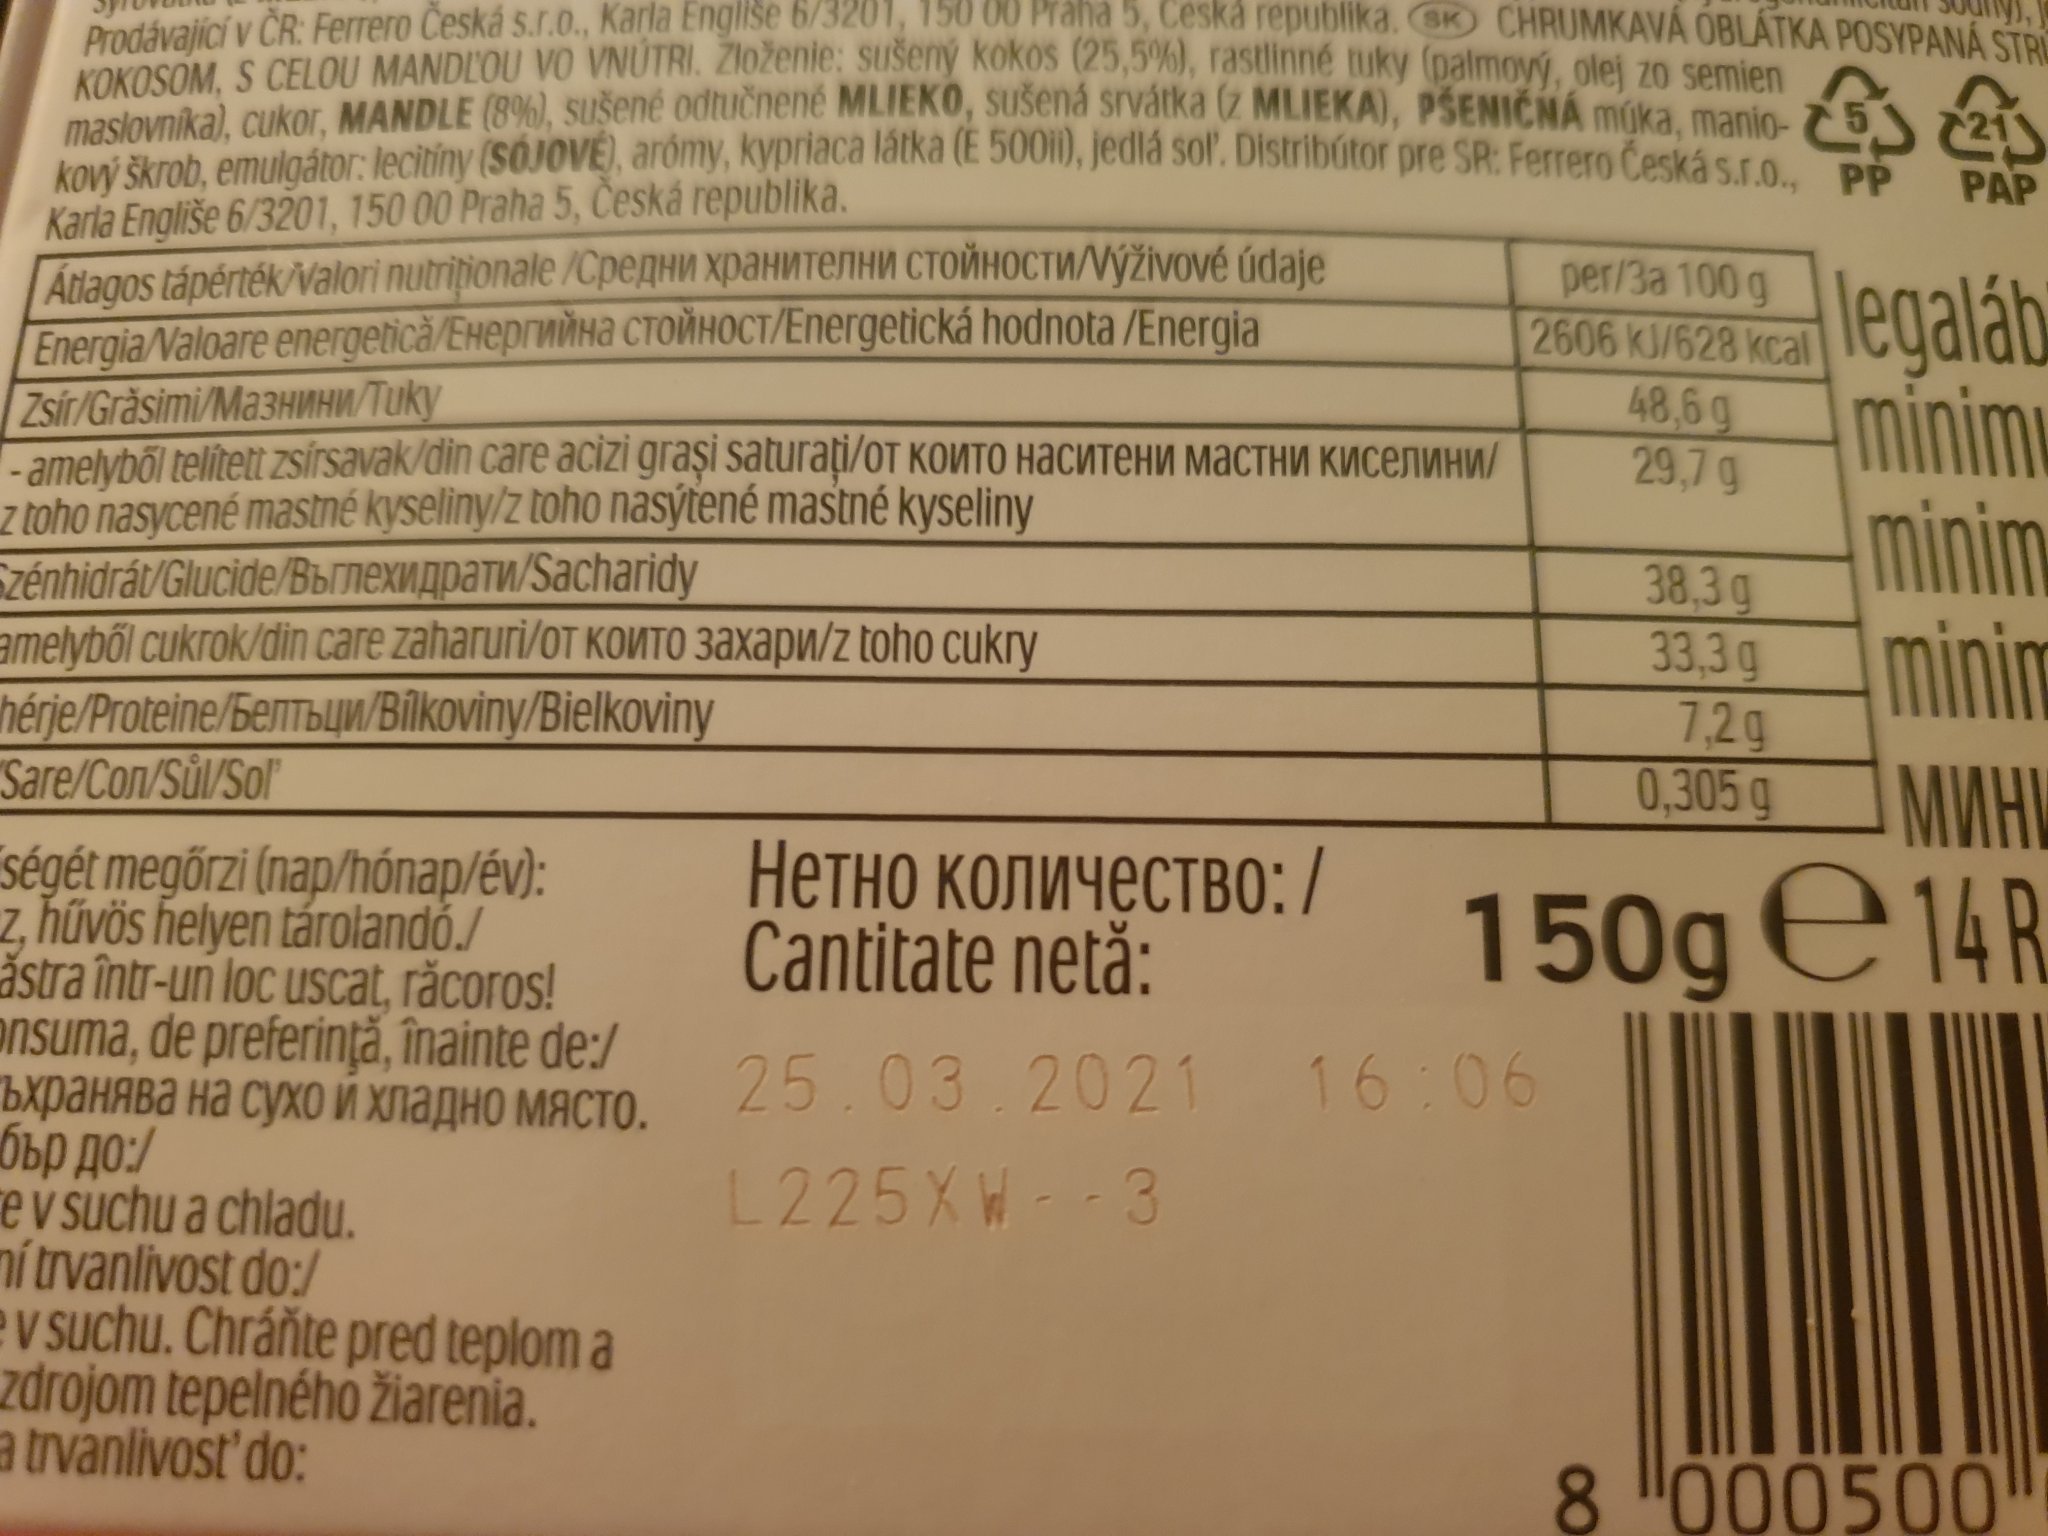 Prodávající v ČR: Ferrero Česká s.r.o., Karla Engliše 6/3201, 150 00 Praha 5, Česká republika. SK CHRUMKAVÁ OBLÁTKA POSYPANÁ
KOKOSOM, S CELOU MANDĽOU VO VNÚTRI. Zloženie: sušený kokos (25,5%), rastlinné tuky (palmový, olej zo semien
maslovníka), cukor, MANDLE (8%), sušené odtučnené MLIEKO, sušená srvátka (z MLIEKA), PŠENIČNÁ múka, manio-
kový škrob, emulgátor: lecitíny (SÓJOVÉ), arómy, kypriaca látka (E 500ii), jedlá soľ. Distribútor pre SR: Ferrero Česká s.r.o.,
Karla Engliše 6/3201, 150 00 Praha 5, Česká republika.
5 21
PP PAP
Átlagos tápérték/Valori nutriționale /Средни хранителни стойности/Výživové údaje per/За 100 g
Energia/Valoare energetică/Енергийна стойност/Energetická hodnota /Energia 2606 kJ/628 kcal
Zsír/Grăsimi/Мазнини/Tuky 48,6 g
- amelyből telített zsírsavak/din care acizi grași saturați/от които наситени мастни киселини/ 29,7 g
z toho nasycené mastné kyseliny/z toho nasýtené mastné kyseliny
Szénhidrát/Glucide/Въглехидрати/Sacharidy 38,3 g
amelyből cukrok/din care zaharuri/от които захари/z toho cukry 33,3 g
hérje/Proteine/Белтъци/Bílkoviny/Bielkoviny 7,2 g
/Sare/Сол/Sůl/Soľ 0,305 g
legaláb
minim
minim
minim
мини
ségét megőrzi (nap/hónap/év):
z, hűvös helyen tárolandó./
ăstra într-un loc uscat, răcoros!
onsuma, de preferință, înainte de:/
ъхранява на сухо и хладно място.
бър до:/
e v suchu a chladu.
ní trvanlivost do:/
e v suchu. Chráňte pred teplom a
zdrojom tepelného žiarenia.
a trvanlivosť do:
Нетно количество: /
Cantitate netă:
150g e 14 R
25.03.2021 16:06
L225XW--3
8 000500